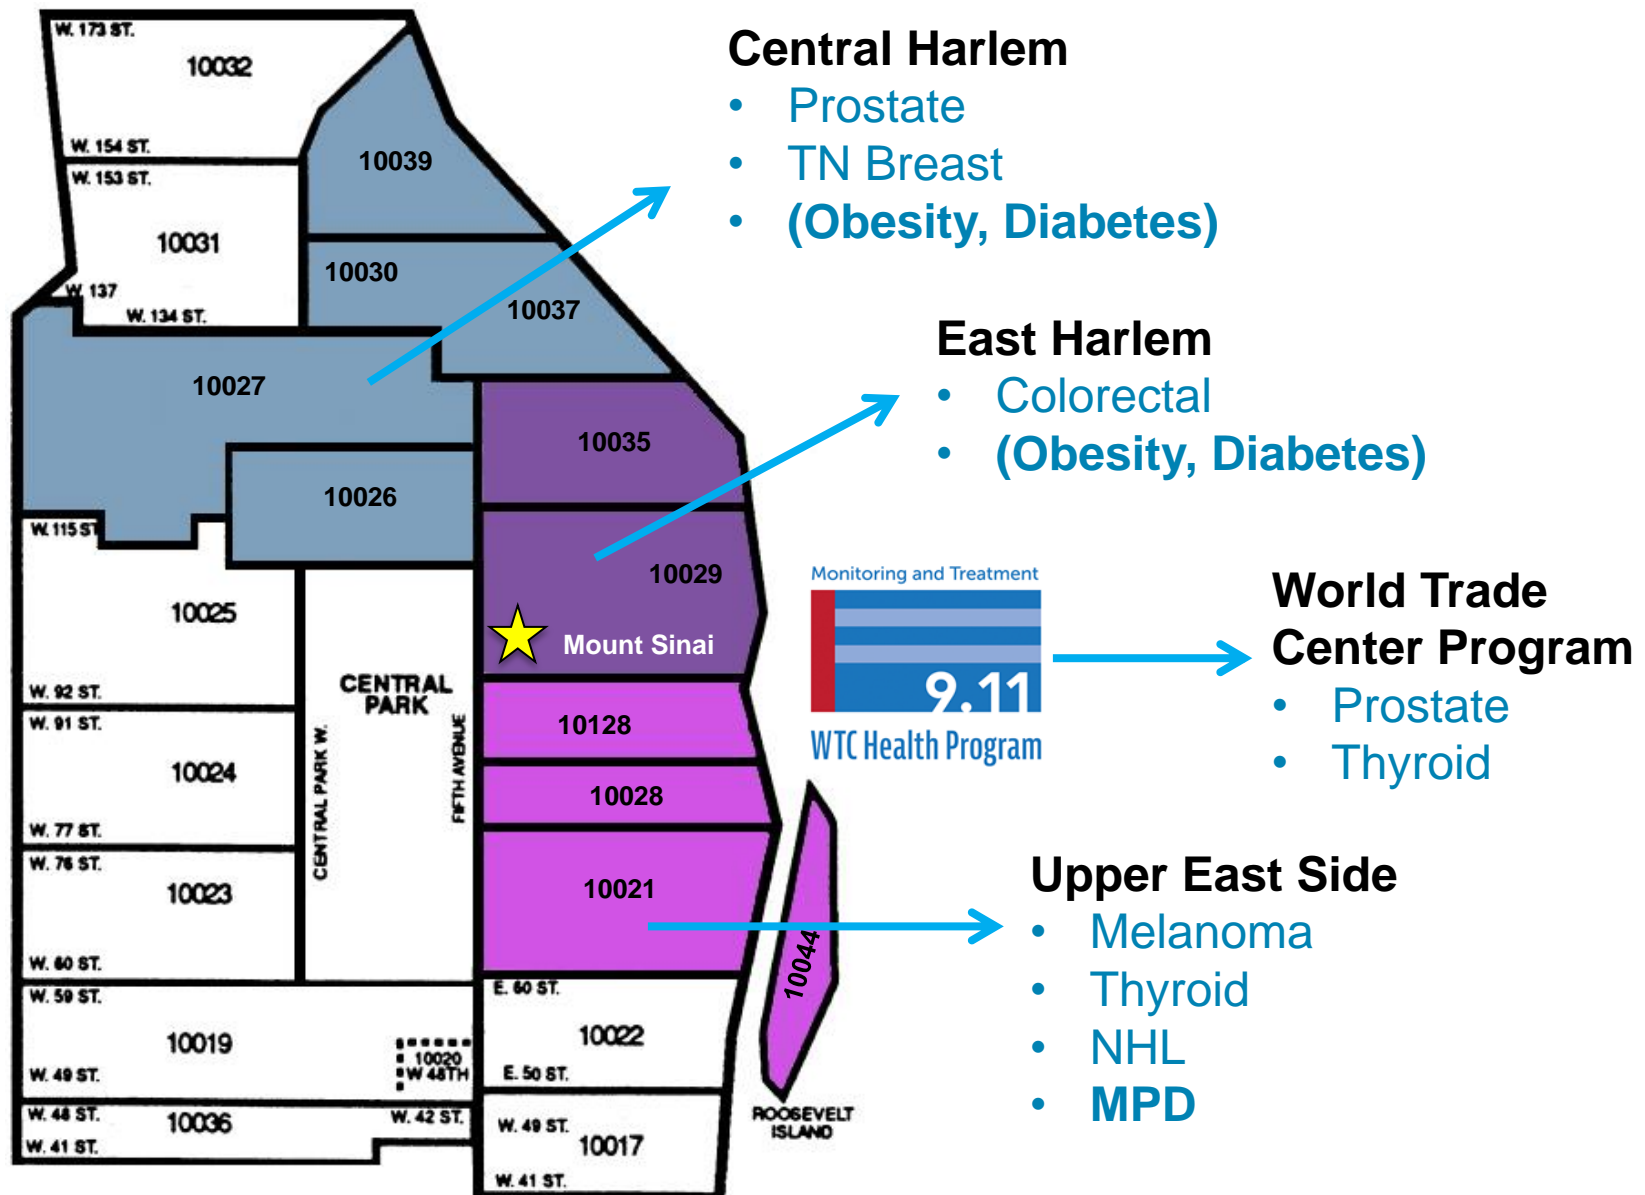 W. 173 ST.
10032
W. 154 ST.
W. 153 ST.
10031
W. 137
W. 134 ST.
10039
10030
10037
10027
10026
10035
10029
Mount Sinai
W. 115 ST
10025
W. 92 ST.
W. 91 ST.
10024
W. 77 ST.
W. 76 ST.
10023
W. 60 ST.
CENTRAL
PARK
CENTRAL PARK W.
FIFTH AVENUE
10128
10028
10021
10044
ROOSEVELT
ISLAND
W. 59 ST.
10019
W. 49 ST.
10020
W 48TH
W. 48 ST.
10036
W. 42 ST.
W. 41 ST.
E. 60 ST.
10022
E. 50 ST.
W. 49 ST.
10017
W. 41 ST.
Central Harlem
• Prostate
• TN Breast
• (Obesity, Diabetes)
East Harlem
• Colorectal
• (Obesity, Diabetes)
Monitoring and Treatment
9.11
WTC Health Program
World Trade
Center Program
• Prostate
• Thyroid
Upper East Side
• Melanoma
• Thyroid
• NHL
• MPD